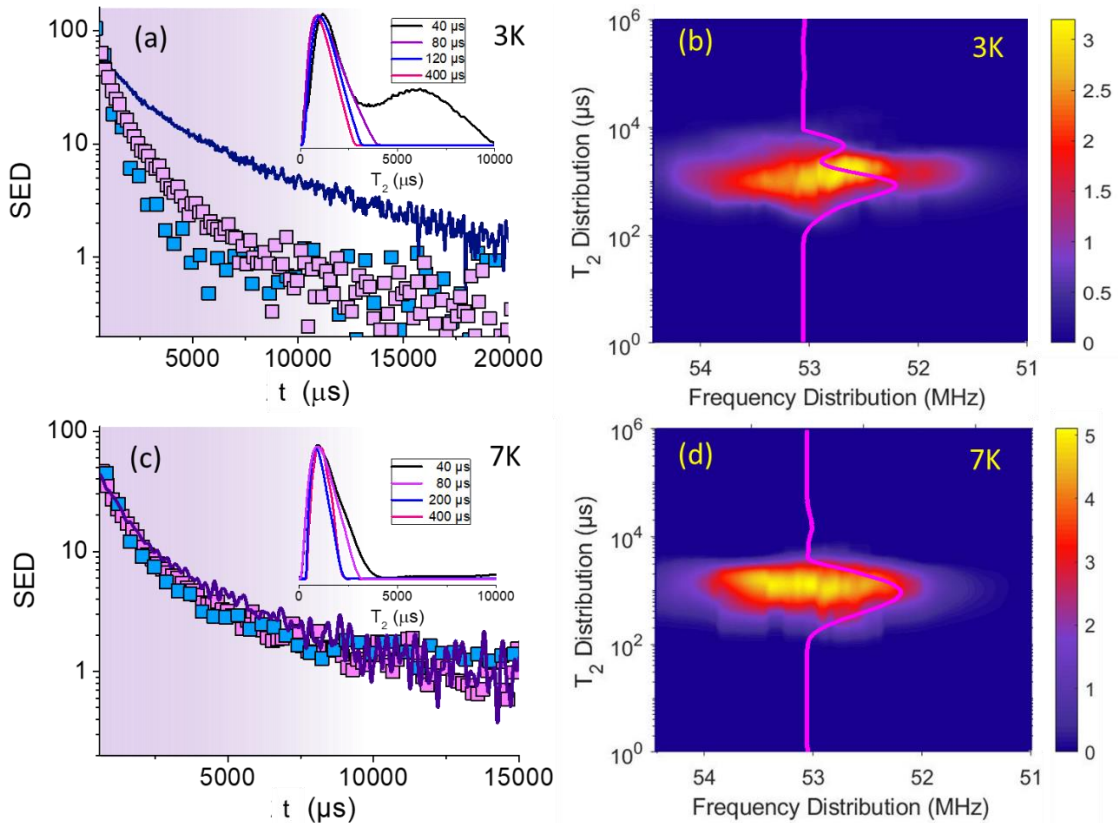 (a)
3K
100
10
1
SED
5000 10000 15000 20000
t (μs)
40 μs
80 μs
120 μs
400 μs
0 5000 10000
T2 (μs)
(b)
3K
10^6
10^4
10^2
10^0
T2 Distribution (μs)
54 53 52 51
Frequency Distribution (MHz)
3
2.5
2
1.5
1
0.5
0
(c)
7K
100
10
1
SED
5000 10000 15000
t (μs)
40 μs
80 μs
200 μs
400 μs
0 5000 10000
T2 (μs)
(d)
7K
10^6
10^4
10^2
10^0
T2 Distribution (μs)
54 53 52 51
Frequency Distribution (MHz)
5
4
3
2
1
0